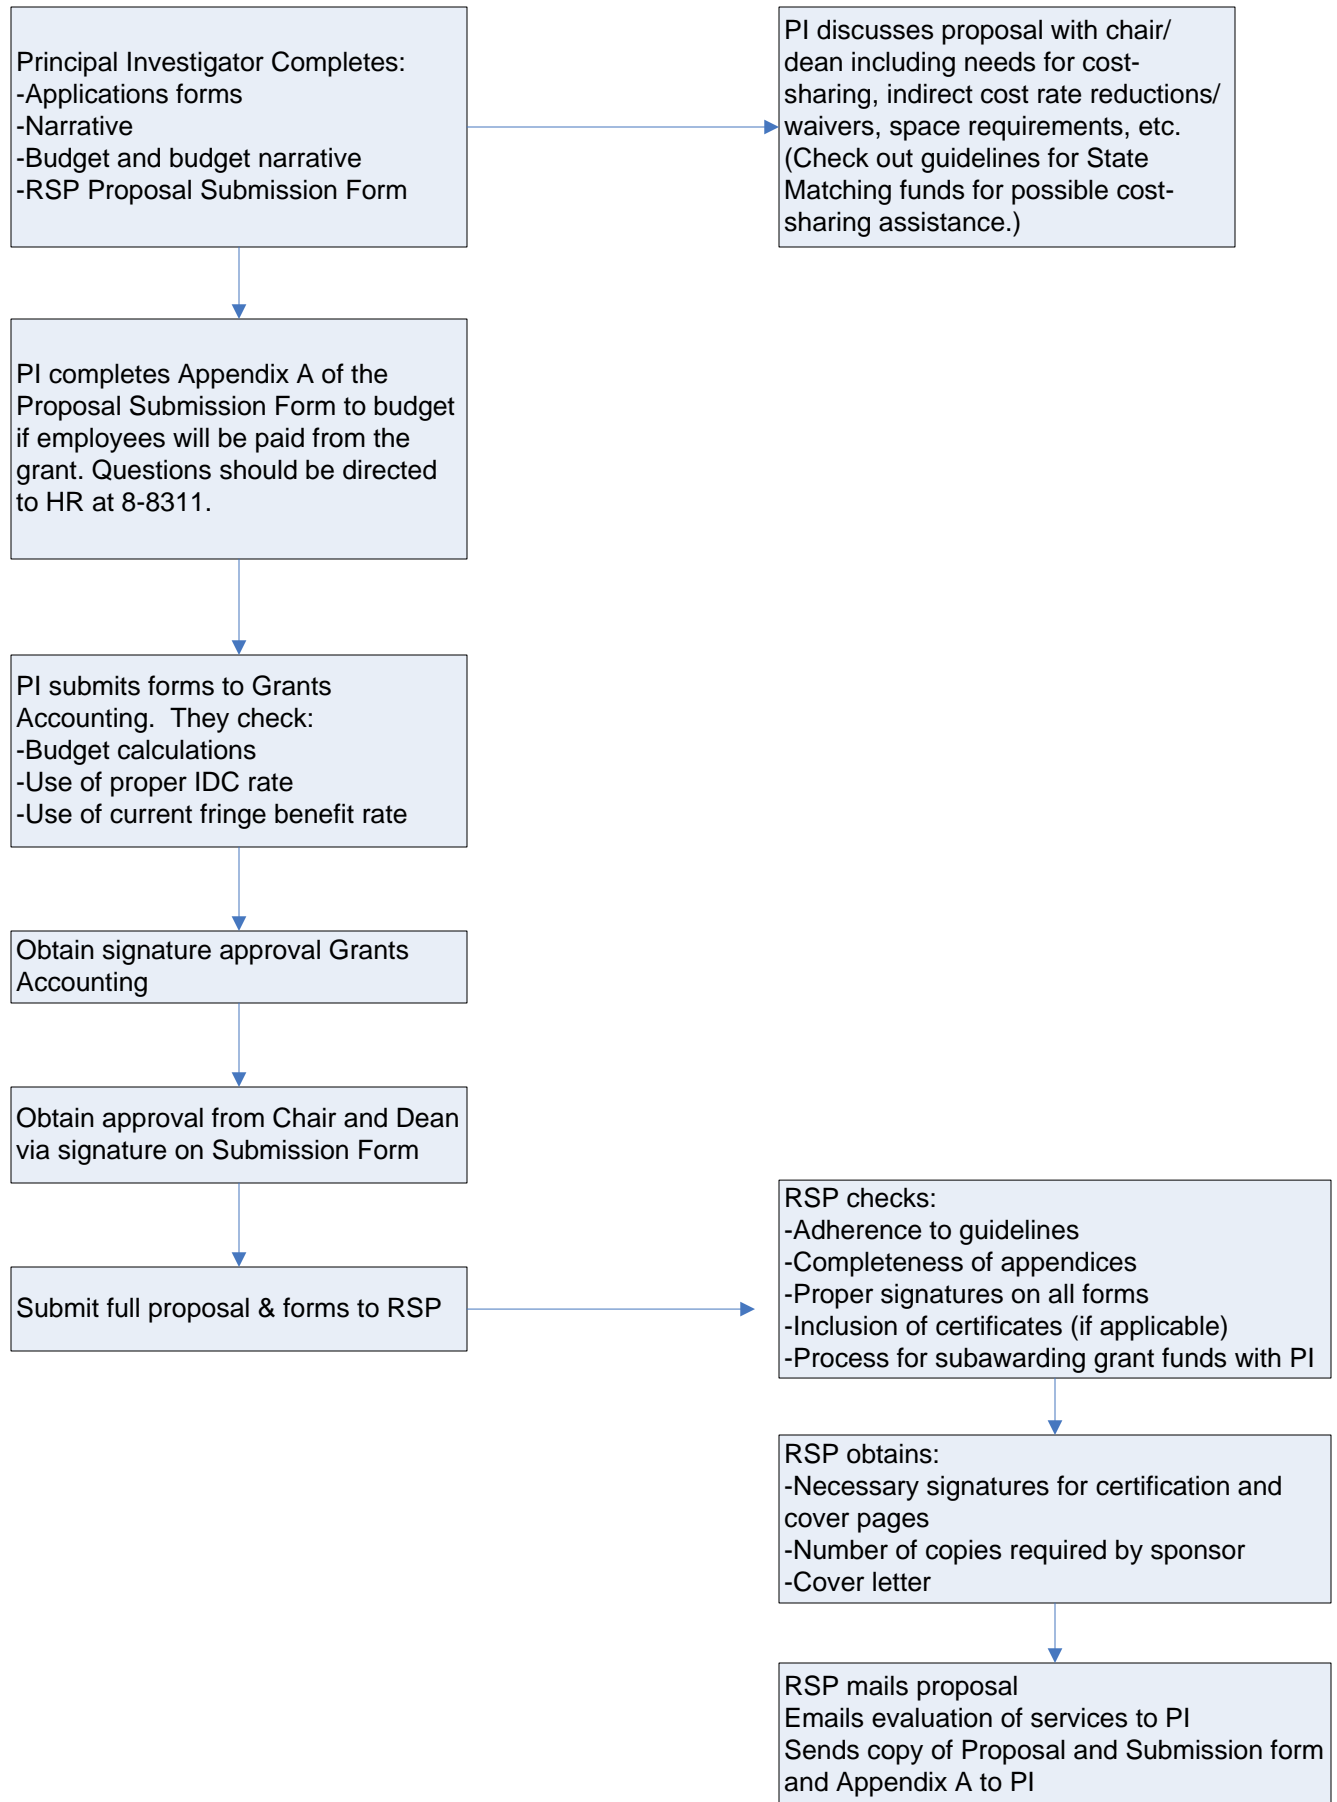 Principal Investigator Completes:
-Applications forms
-Narrative
-Budget and budget narrative
-RSP Proposal Submission Form
PI discusses proposal with chair/
dean including needs for cost-
sharing, indirect cost rate reductions/
waivers, space requirements, etc.
(Check out guidelines for State
Matching funds for possible cost-
sharing assistance.)
PI completes Appendix A of the
Proposal Submission Form to budget
if employees will be paid from the
grant. Questions should be directed
to HR at 8-8311.
PI submits forms to Grants
Accounting.  They check:
-Budget calculations
-Use of proper IDC rate
-Use of current fringe benefit rate
Obtain signature approval Grants
Accounting
Obtain approval from Chair and Dean
via signature on Submission Form
Submit full proposal & forms to RSP
RSP checks:
-Adherence to guidelines
-Completeness of appendices
-Proper signatures on all forms
-Inclusion of certificates (if applicable)
-Process for subawarding grant funds with PI
RSP obtains:
-Necessary signatures for certification and
cover pages
-Number of copies required by sponsor
-Cover letter
RSP mails proposal
Emails evaluation of services to PI
Sends copy of Proposal and Submission form
and Appendix A to PI